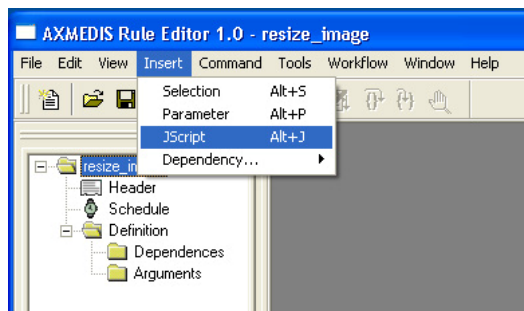 AXMEDIS Rule Editor 1.0 - resize_image
File Edit View Insert Command Tools Workflow Window Help
Selection Alt+S
Parameter Alt+P
JScript Alt+J
Dependency...
resize_in
Header
Schedule
Definition
Dependences
Arguments